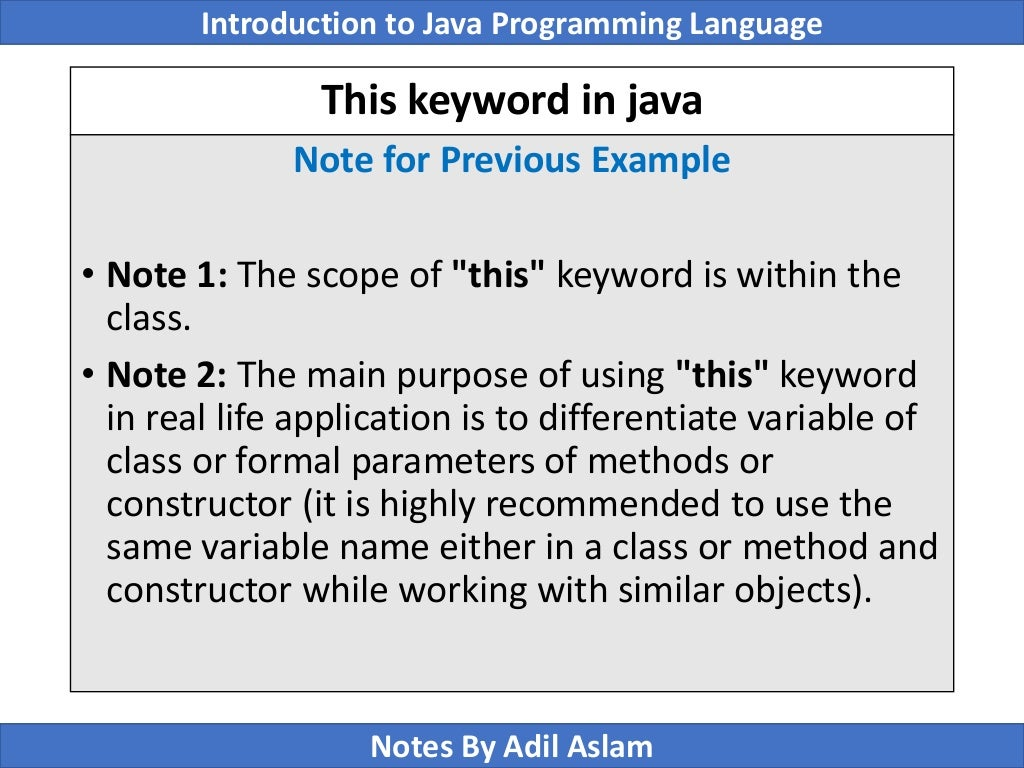 Introduction to Java Programming Language
This keyword in java
Note for Previous Example
• Note 1: The scope of "this" keyword is within the
class.
• Note 2: The main purpose of using "this" keyword
in real life application is to differentiate variable of
class or formal parameters of methods or
constructor (it is highly recommended to use the
same variable name either in a class or method and
constructor while working with similar objects).
Notes By Adil Aslam